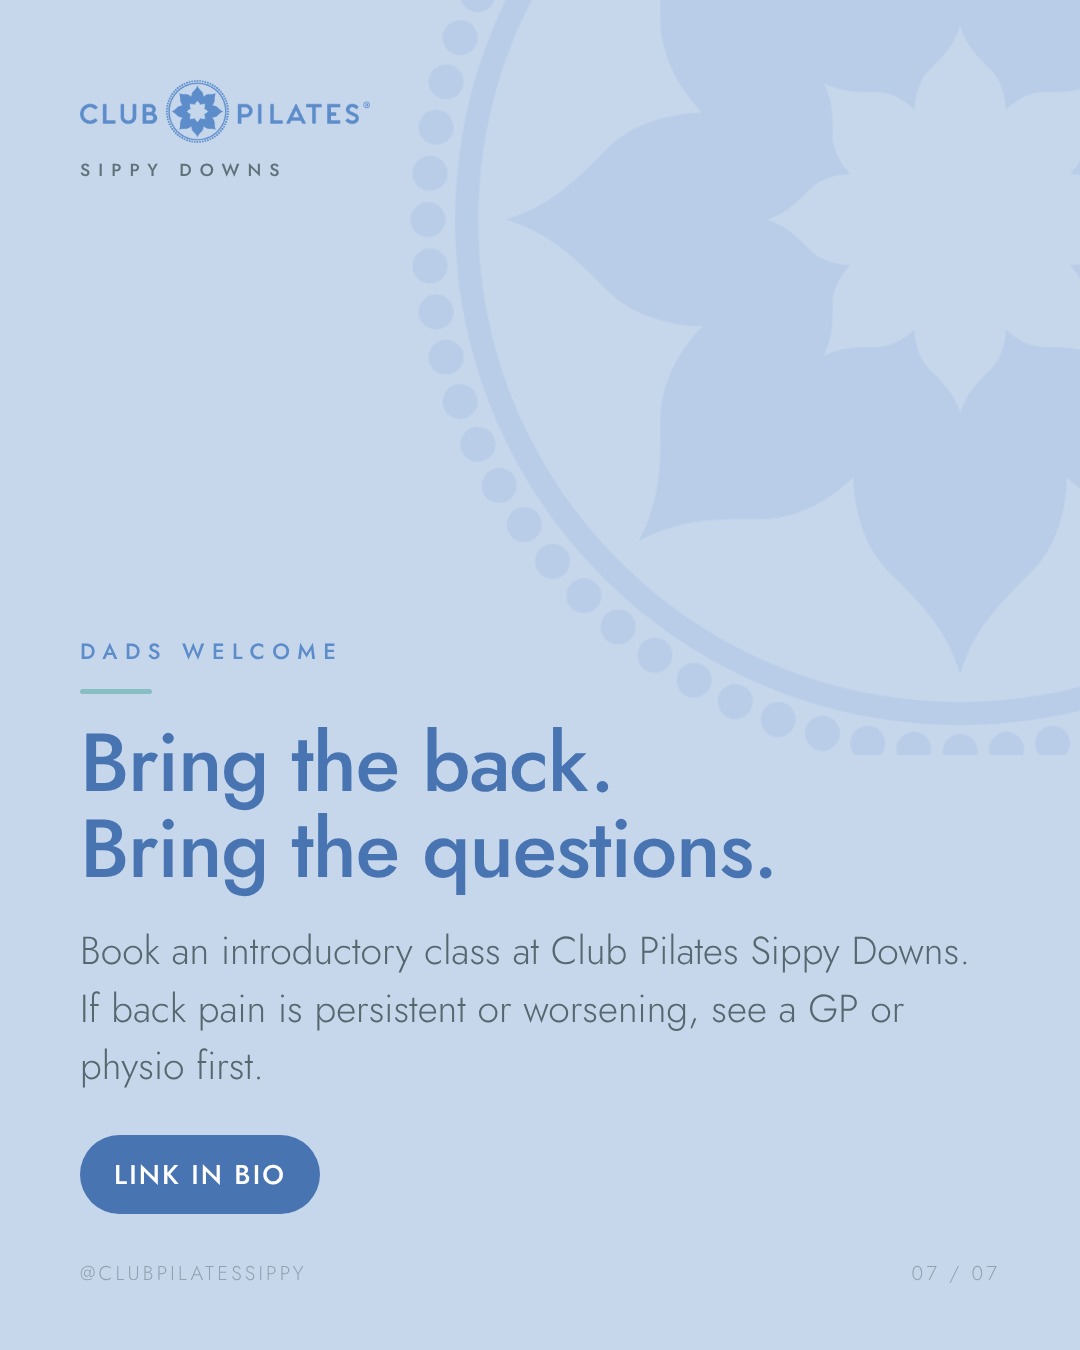 CLUB PILATES®
SIPPY DOWNS
DADS WELCOME
Bring the back.
Bring the questions.
Book an introductory class at Club Pilates Sippy Downs.
If back pain is persistent or worsening, see a GP or
physio first.
LINK IN BIO
@CLUBPILATESSIPPY
07 / 07